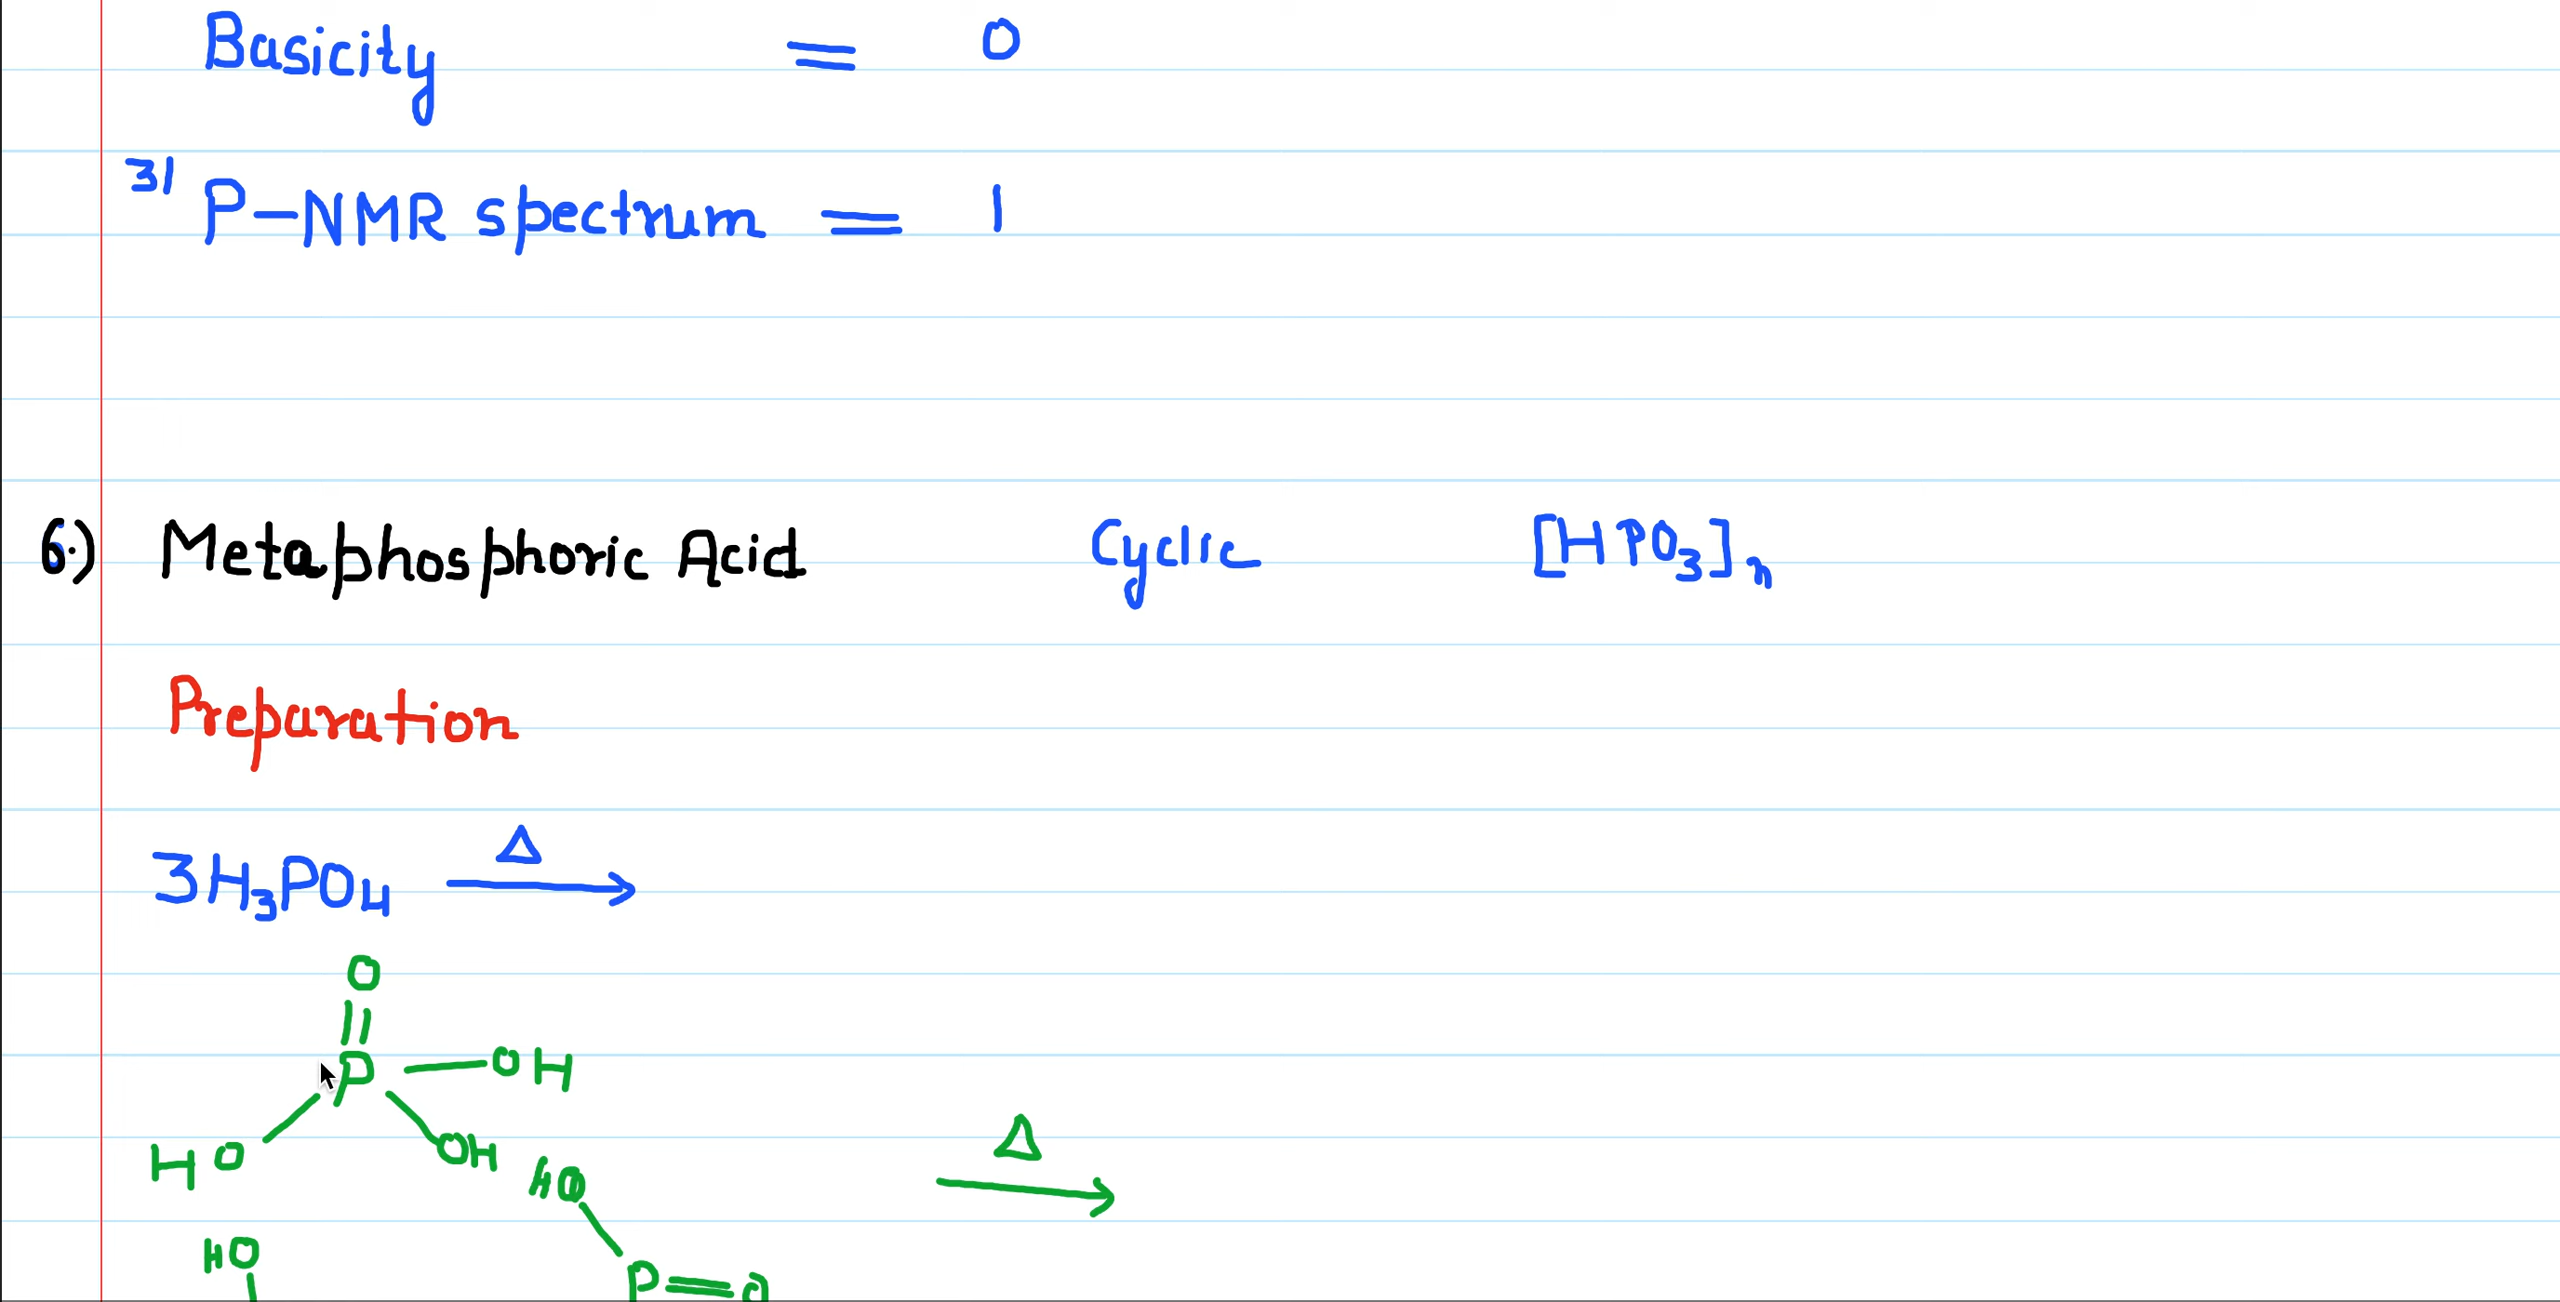 Basicity = 0
31P-NMR spectrum = 1
6.) Metaphosphoric Acid Cyclic [HPO3]n
Preparation
Δ
3H3PO4 →
O
P OH
HO OH HO
Δ
→
HO
P=O